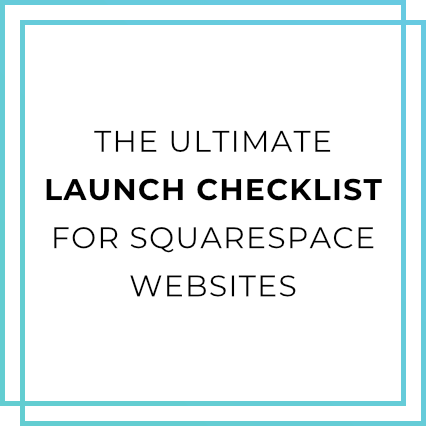 THE ULTIMATE
LAUNCH CHECKLIST
FOR SQUARESPACE
WEBSITES